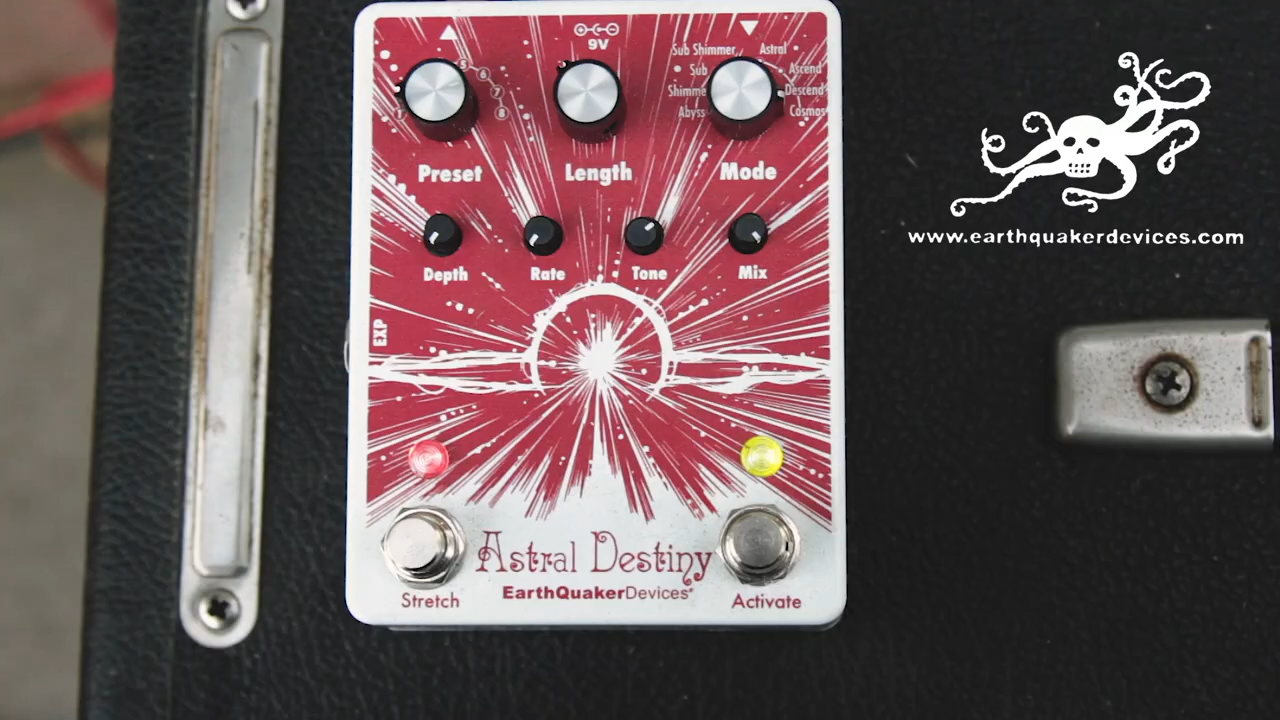 9V
Sub Shimmer
Astral
Sub
Ascend
Shimmer
Descend
Abyss
Cosmos
1
5
6
7
8
Preset
Length
Mode
Depth
Rate
Tone
Mix
EXP
Astral Destiny
EarthQuakerDevices
Stretch
Activate
www.earthquakerdevices.com